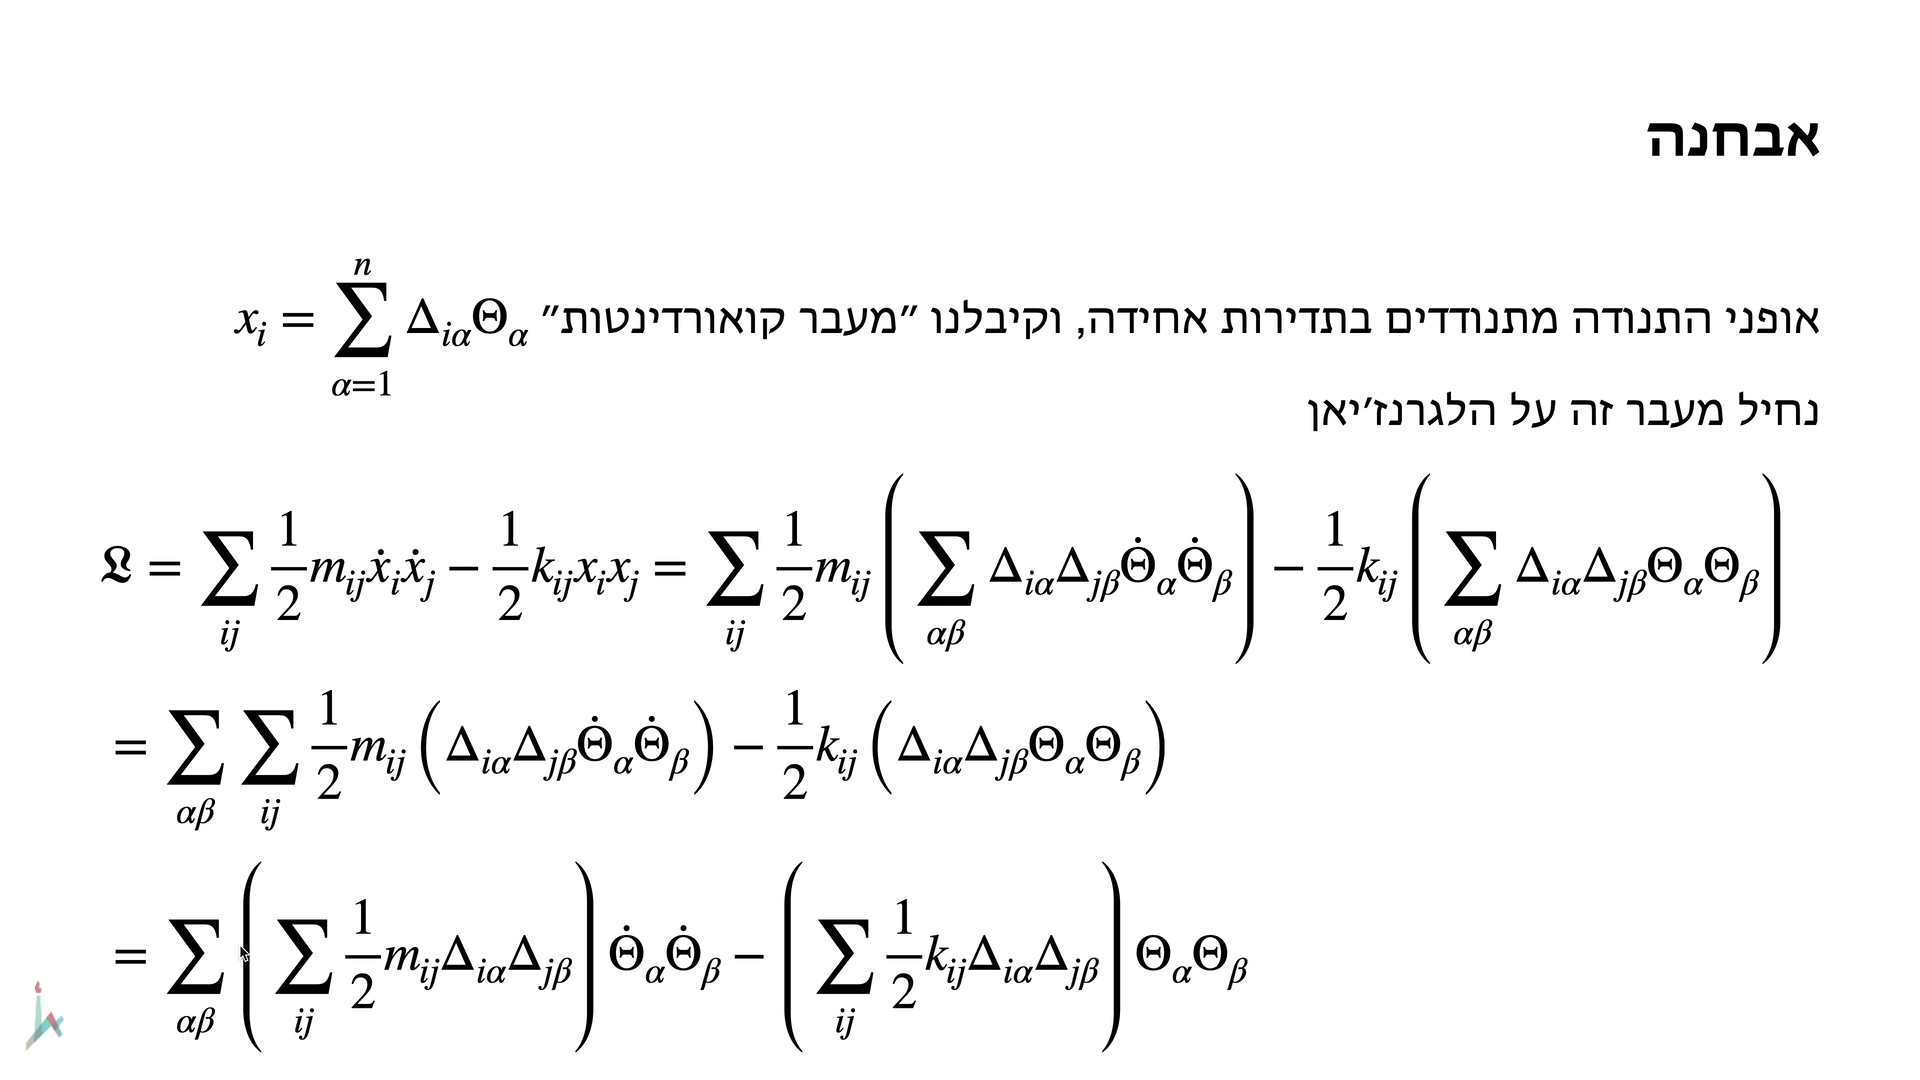 אבחנה
אופני התנודה מתנודדים בתדירות אחידה, וקיבלנו ״מעבר קואורדינטות״ $x_i = \sum_{\alpha=1}^{n} \Delta_{i\alpha}\Theta_\alpha$
נחיל מעבר זה על הלגרנז׳יאן
$\mathfrak{L} = \sum_{ij} \frac{1}{2} m_{ij}\dot{x}_i\dot{x}_j - \frac{1}{2} k_{ij}x_ix_j = \sum_{ij} \frac{1}{2} m_{ij} \left( \sum_{\alpha\beta} \Delta_{i\alpha}\Delta_{j\beta}\dot{\Theta}_\alpha\dot{\Theta}_\beta \right) - \frac{1}{2} k_{ij} \left( \sum_{\alpha\beta} \Delta_{i\alpha}\Delta_{j\beta}\Theta_\alpha\Theta_\beta \right)$
$= \sum_{\alpha\beta} \sum_{ij} \frac{1}{2} m_{ij} \left( \Delta_{i\alpha}\Delta_{j\beta}\dot{\Theta}_\alpha\dot{\Theta}_\beta \right) - \frac{1}{2} k_{ij} \left( \Delta_{i\alpha}\Delta_{j\beta}\Theta_\alpha\Theta_\beta \right)$
$= \sum_{\alpha\beta} \left( \sum_{ij} \frac{1}{2} m_{ij}\Delta_{i\alpha}\Delta_{j\beta} \right) \dot{\Theta}_\alpha\dot{\Theta}_\beta - \left( \sum_{ij} \frac{1}{2} k_{ij}\Delta_{i\alpha}\Delta_{j\beta} \right) \Theta_\alpha\Theta_\beta$